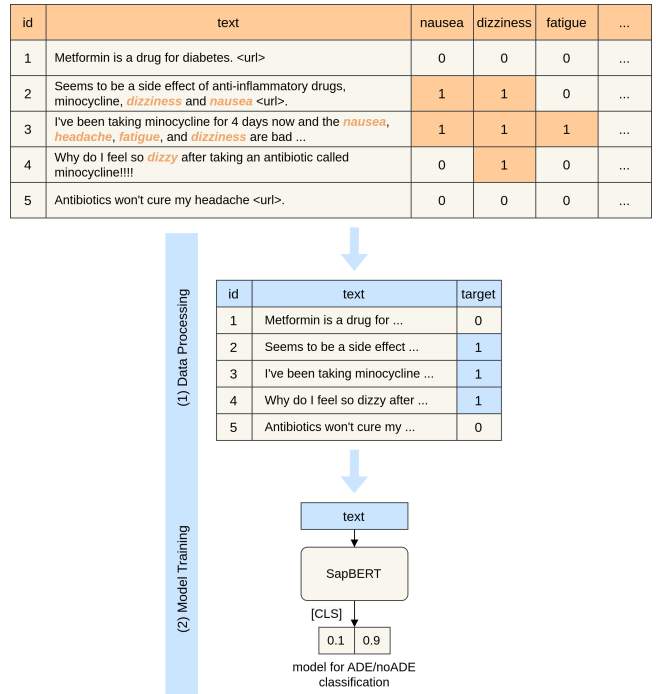 id text nausea dizziness fatigue ...
1 Metformin is a drug for diabetes. <url> 0 0 0 ...
2 Seems to be a side effect of anti-inflammatory drugs,
minocycline, dizziness and nausea <url>. 1 1 0 ...
3 I've been taking minocycline for 4 days now and the nausea,
headache, fatigue, and dizziness are bad ... 1 1 1 ...
4 Why do I feel so dizzy after taking an antibiotic called
minocycline!!!! 0 1 0 ...
5 Antibiotics won't cure my headache <url>. 0 0 0 ...
(1) Data Processing
id text target
1 Metformin is a drug for ... 0
2 Seems to be a side effect ... 1
3 I've been taking minocycline ... 1
4 Why do I feel so dizzy after ... 1
5 Antibiotics won't cure my ... 0
(2) Model Training
text
SapBERT
[CLS]
0.1 0.9
model for ADE/noADE
classification